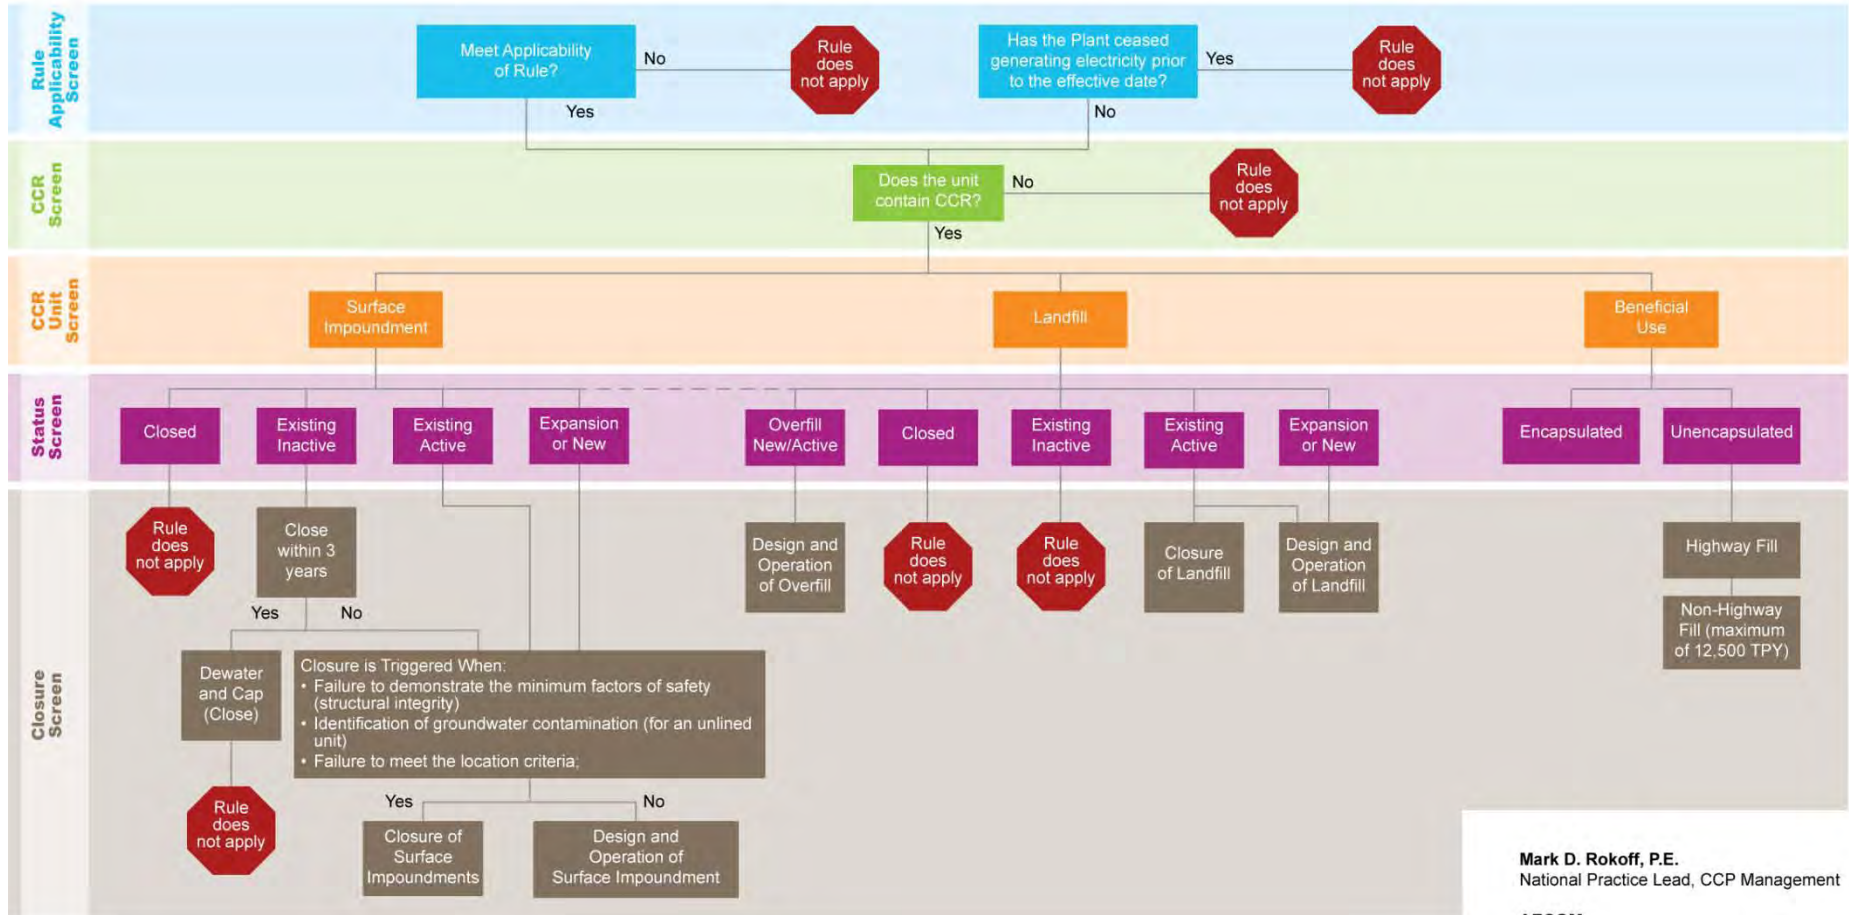 Rule
Applicability
Screen
Meet Applicability
of Rule?
No
Rule
does
not apply
Yes
Has the Plant ceased
generating electricity prior
to the effective date?
Yes
Rule
does
not apply
No
CCR
Screen
Does the unit
contain CCR?
No
Rule
does
not apply
Yes
CCR
Unit
Screen
Surface
Impoundment
Landfill
Beneficial
Use
Status
Screen
Closed
Existing
Inactive
Existing
Active
Expansion
or New
Overfill
New/Active
Closed
Existing
Inactive
Existing
Active
Expansion
or New
Encapsulated
Unencapsulated
Closure
Screen
Rule
does
not apply
Close
within 3
years
Design and
Operation
of Overfill
Rule
does
not apply
Rule
does
not apply
Closure
of Landfill
Design and
Operation
of Landfill
Highway Fill
Non-Highway
Fill (maximum
of 12,500 TPY)
Yes
No
Dewater
and Cap
(Close)
Rule
does
not apply
Closure is Triggered When:
• Failure to demonstrate the minimum factors of safety
(structural integrity)
• Identification of groundwater contamination (for an unlined
unit)
• Failure to meet the location criteria;
Yes
No
Closure of
Surface
Impoundments
Design and
Operation of
Surface Impoundment
Mark D. Rokoff, P.E.
National Practice Lead, CCP Management